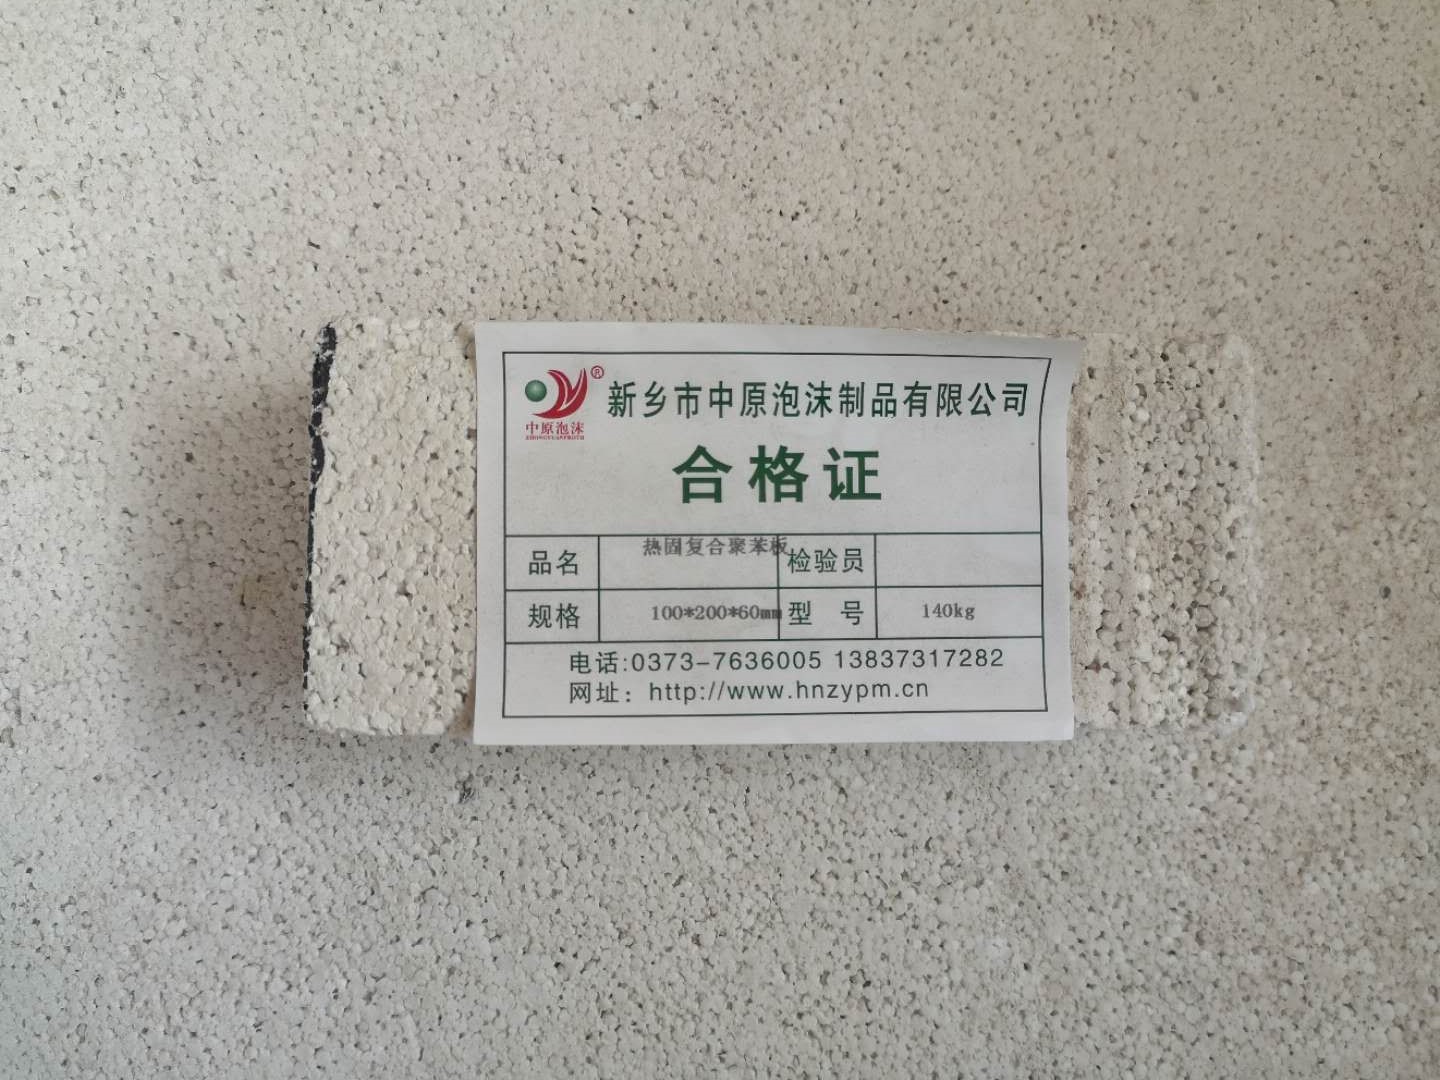 ®
新乡市中原泡沫制品有限公司
中原泡沫
合格证
品名 热固复合聚苯板 检验员
规格 100*200*60mm 型 号 140kg
电话:0373-7636005 13837317282
网址：http://www.hnzypm.cn